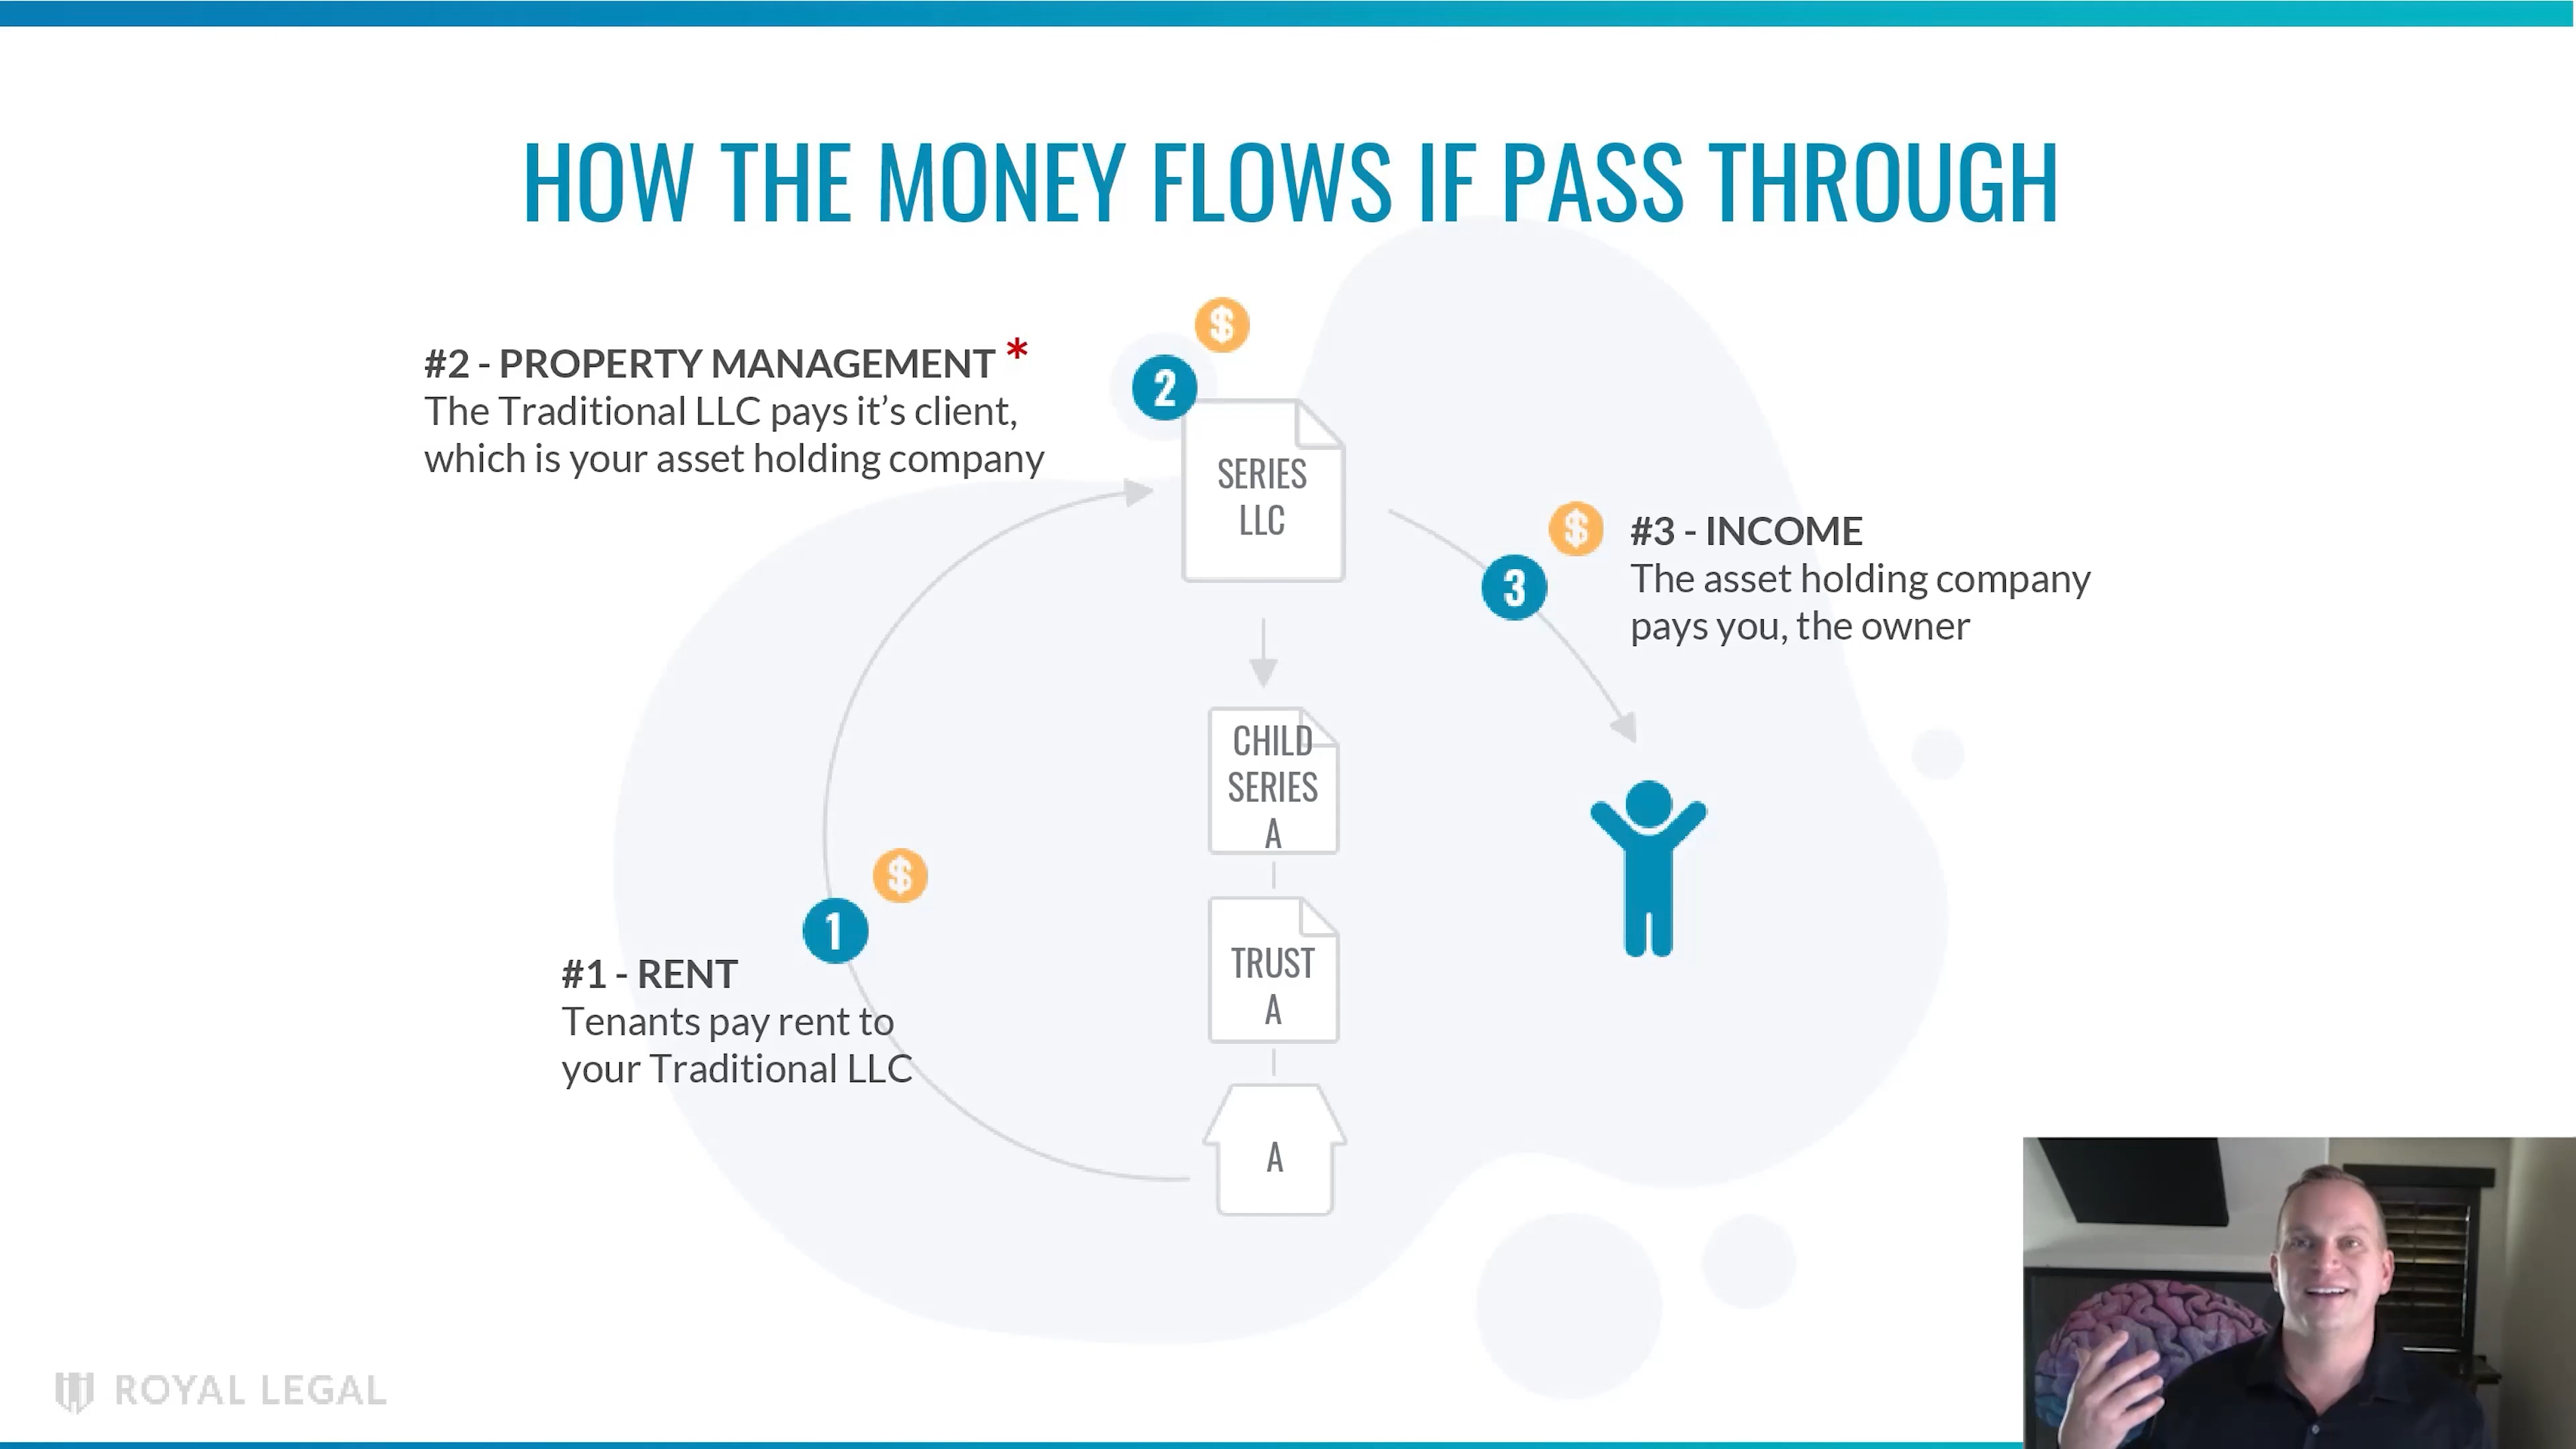 HOW THE MONEY FLOWS IF PASS THROUGH
#2 - PROPERTY MANAGEMENT *
The Traditional LLC pays it’s client,
which is your asset holding company
$
2
SERIES
LLC
$
3
#3 - INCOME
The asset holding company
pays you, the owner
CHILD
SERIES
A
$
1
#1 - RENT
Tenants pay rent to
your Traditional LLC
TRUST
A
A
ROYAL LEGAL